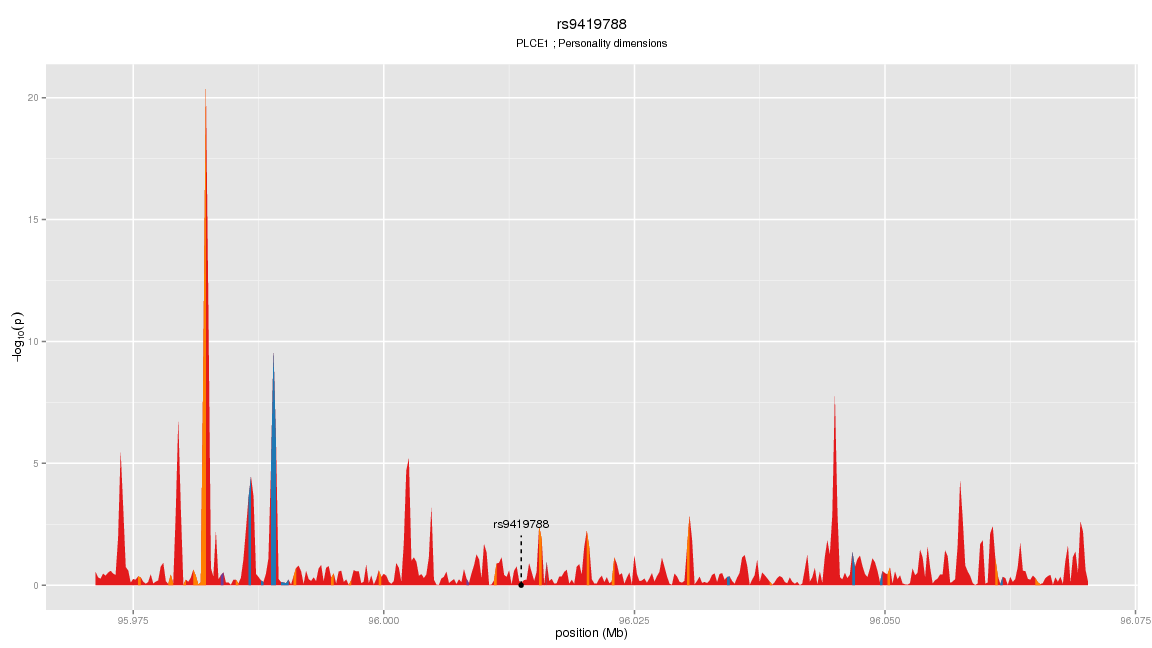 rs9419788
PLCE1 ; Personality dimensions
20
15
10
5
0
−log10(p)
rs9419788
95.975 96.000 96.025 96.050 96.075
position (Mb)